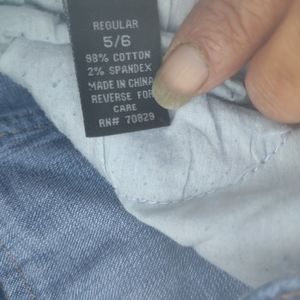 REGULAR
5/6
98% COTTON
2% SPANDEX
MADE IN CHINA
REVERSE FOR
CARE
RN# 70829